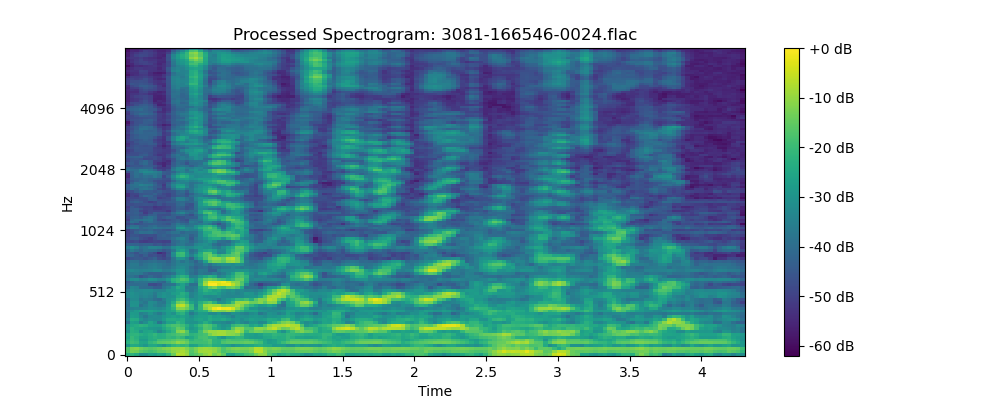 Processed Spectrogram: 3081-166546-0024.flac
Hz
4096
2048
1024
512
0
0 0.5 1 1.5 2 2.5 3 3.5 4
Time
+0 dB
-10 dB
-20 dB
-30 dB
-40 dB
-50 dB
-60 dB